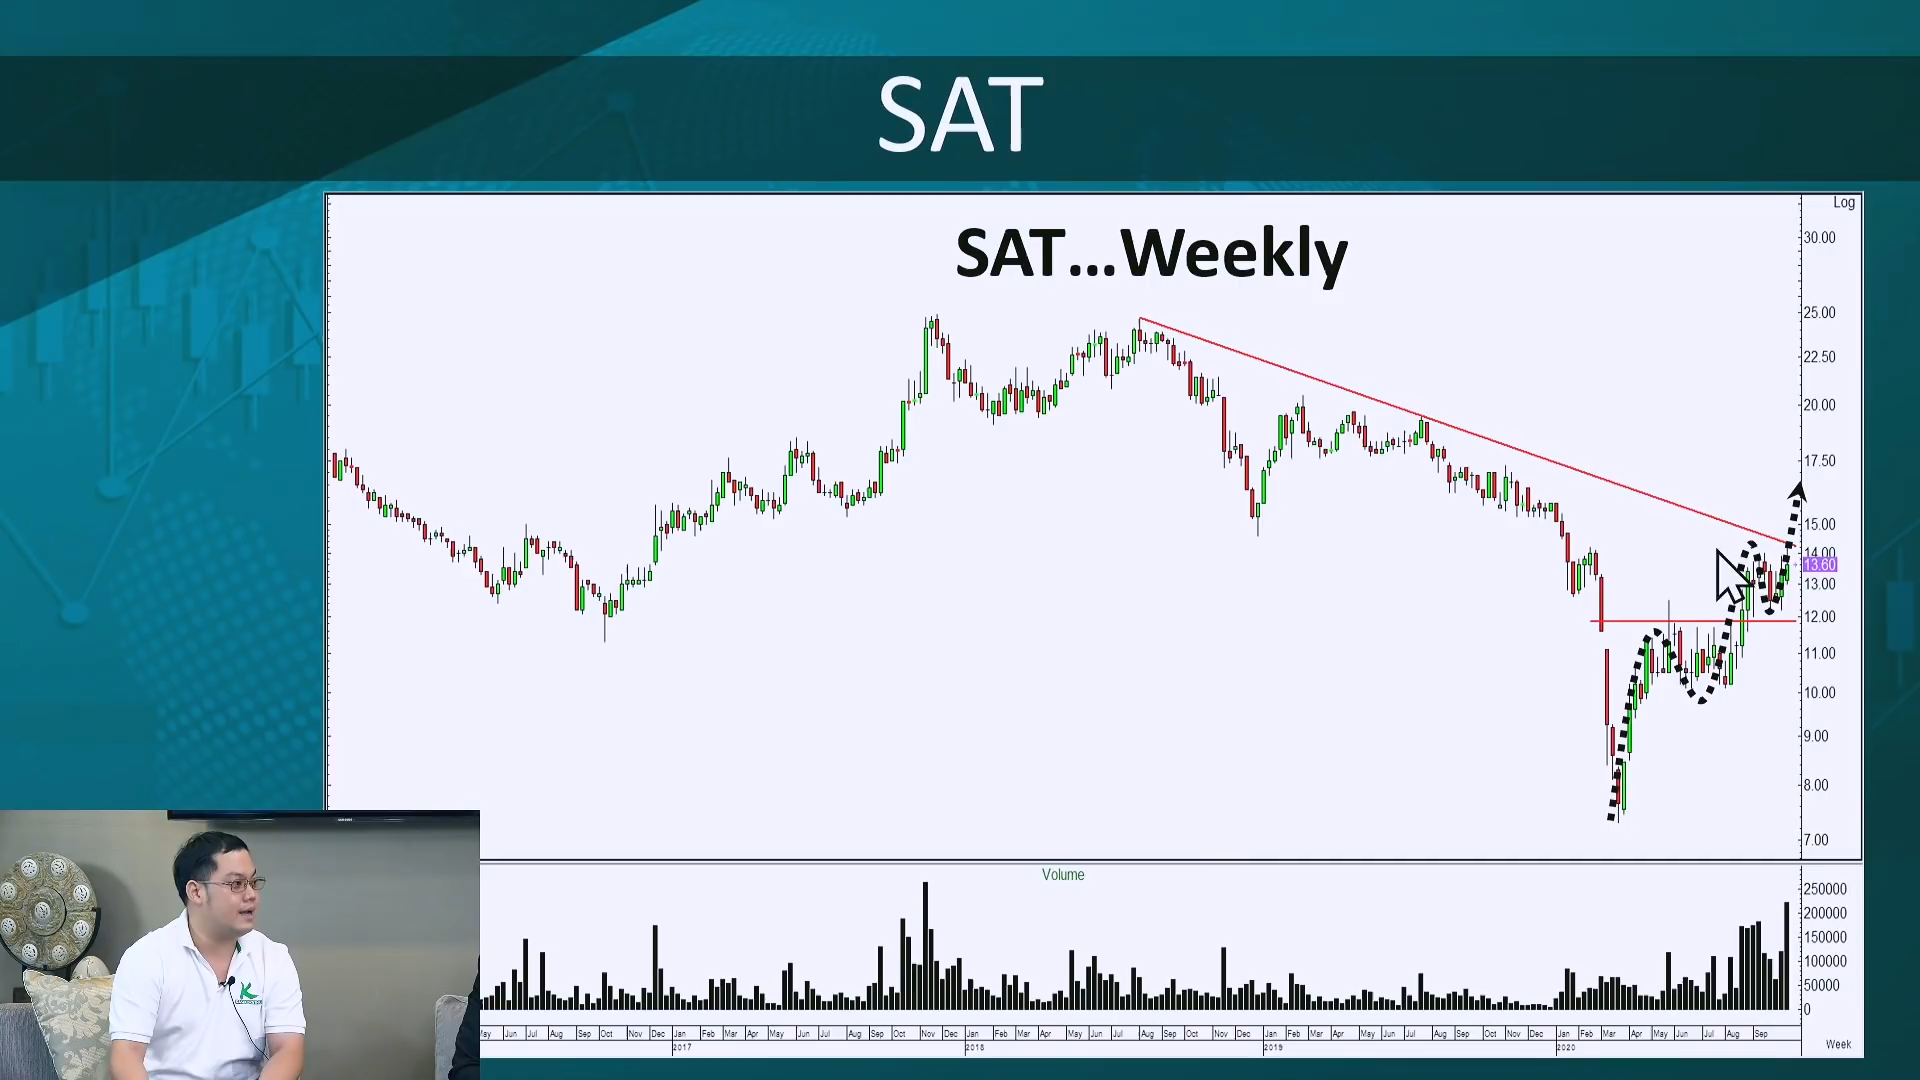 SAT
Log
SAT...Weekly
30.00
25.00
22.50
20.00
17.50
15.00
14.00
13.60
13.00
12.00
11.00
10.00
9.00
8.00
7.00
Volume
250000
200000
150000
100000
50000
0
May Jun Jul Aug Sep Oct Nov Dec Jan Feb Mar Apr May Jun Jul Aug Sep Oct Nov Dec Jan Feb Mar Apr May Jun Jul Aug Sep Oct Nov Dec Jan Feb Mar Apr May Jun Jul Aug Sep Oct Nov Dec Jan Feb Mar Apr May Jun Jul Aug Sep
2017 2018 2019 2020
Week
K